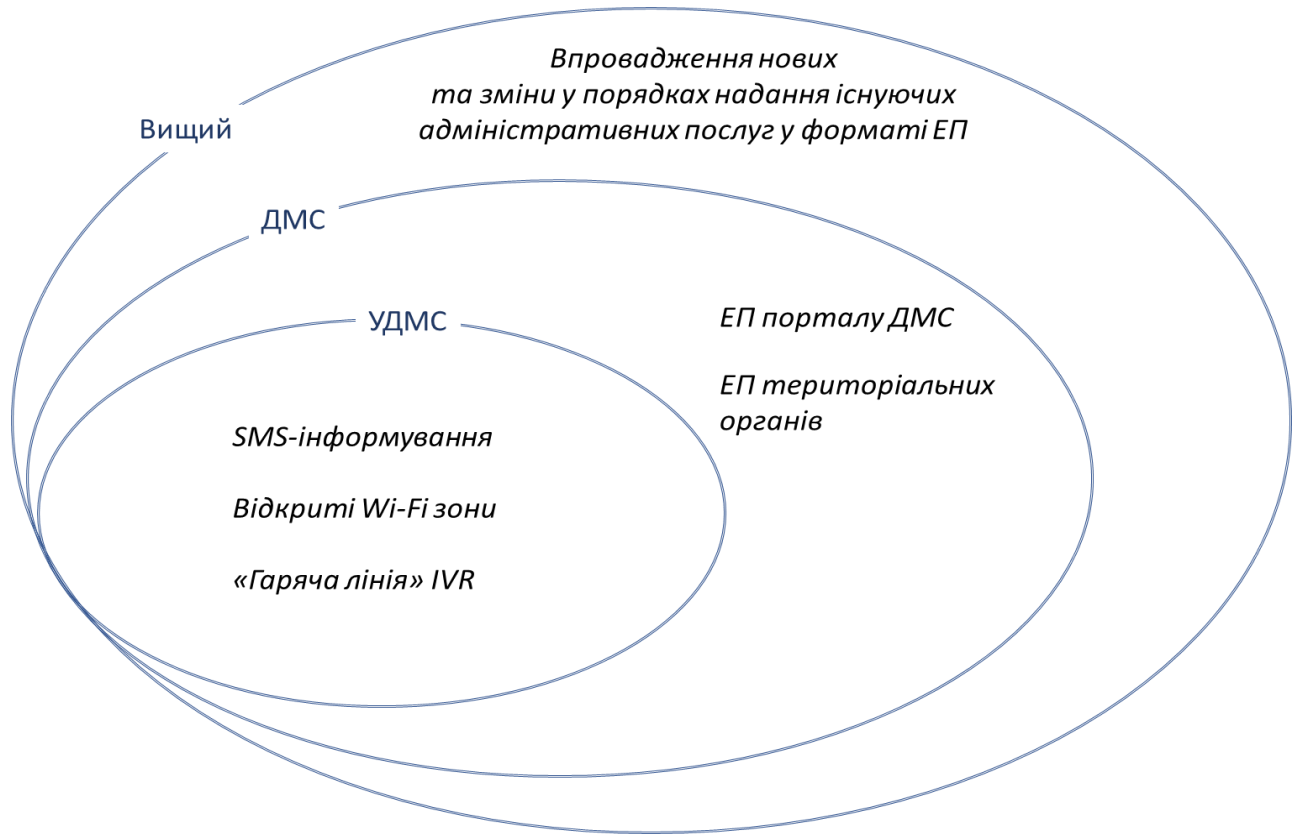 Впровадження нових
та зміни у порядках надання існуючих
адміністративних послуг у форматі ЕП
Вищий
ДМС
УДМС
ЕП порталу ДМС
ЕП територіальних
органів
SMS-інформування
Відкриті Wi-Fi зони
«Гаряча лінія» IVR